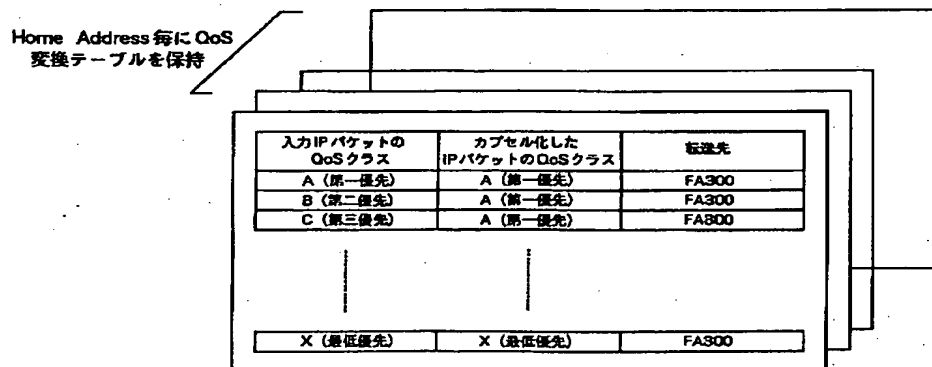 Home Address 毎に QoS
変換テーブルを保持
入力IPパケットの
QoSクラス
カプセル化した
IPパケットのQoSクラス
転送先
A (第一優先)
A (第一優先)
FA300
B (第二優先)
A (第一優先)
FA300
C (第三優先)
A (第一優先)
FA300
X (最低優先)
X (最低優先)
FA300